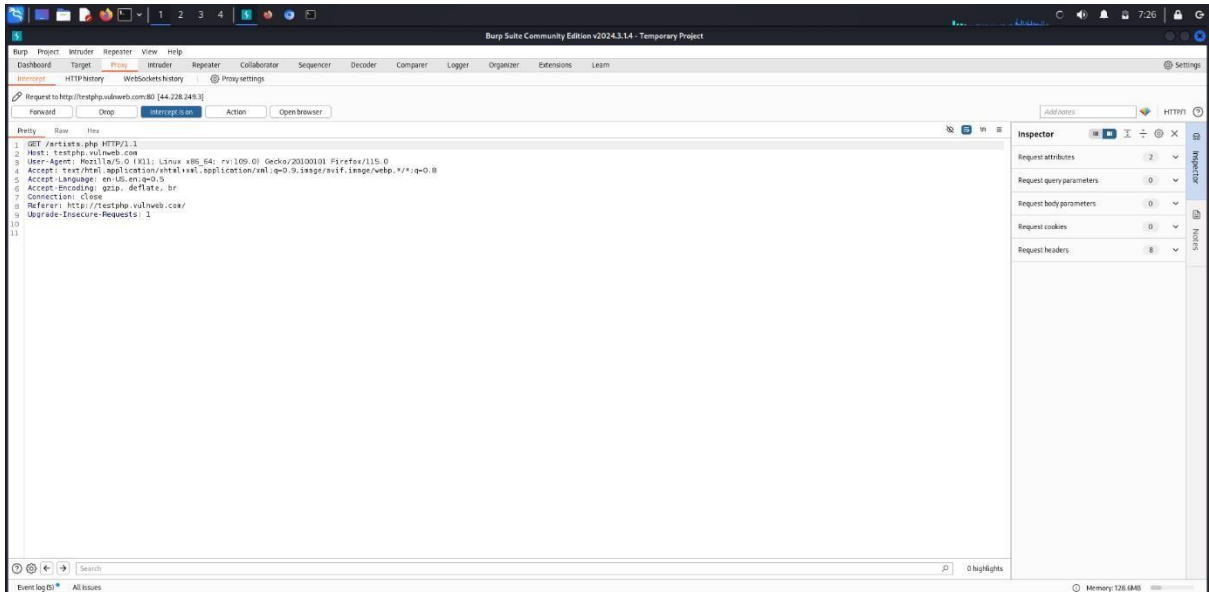 1 2 3 4
7:26
Burp Suite Community Edition v2024.3.1.4 - Temporary Project
Burp Project Intruder Repeater View Help
Dashboard Target Proxy Intruder Repeater Collaborator Sequencer Decoder Comparer Logger Organizer Extensions Learn Settings
Intercept HTTP history WebSockets history Proxy settings
Request to http://testphp.vulnweb.com:80 [44.228.249.3]
Forward Drop Intercept is on Action Open browser Add notes HTTP/1
Pretty Raw Hex \n
Inspector
1 GET /artists.php HTTP/1.1
2 Host: testphp.vulnweb.com
3 User-Agent: Mozilla/5.0 (X11; Linux x86_64; rv:109.0) Gecko/20100101 Firefox/115.0
4 Accept: text/html,application/xhtml+xml,application/xml;q=0.9,image/avif,image/webp,*/*;q=0.8
5 Accept-Language: en-US,en;q=0.5
6 Accept-Encoding: gzip, deflate, br
7 Connection: close
8 Referer: http://testphp.vulnweb.com/
9 Upgrade-Insecure-Requests: 1
10
11
Request attributes 2
Request query parameters 0
Request body parameters 0
Request cookies 0
Request headers 8
Inspector
Notes
Search 0 highlights
Event log (5) All issues Memory: 128.6MB